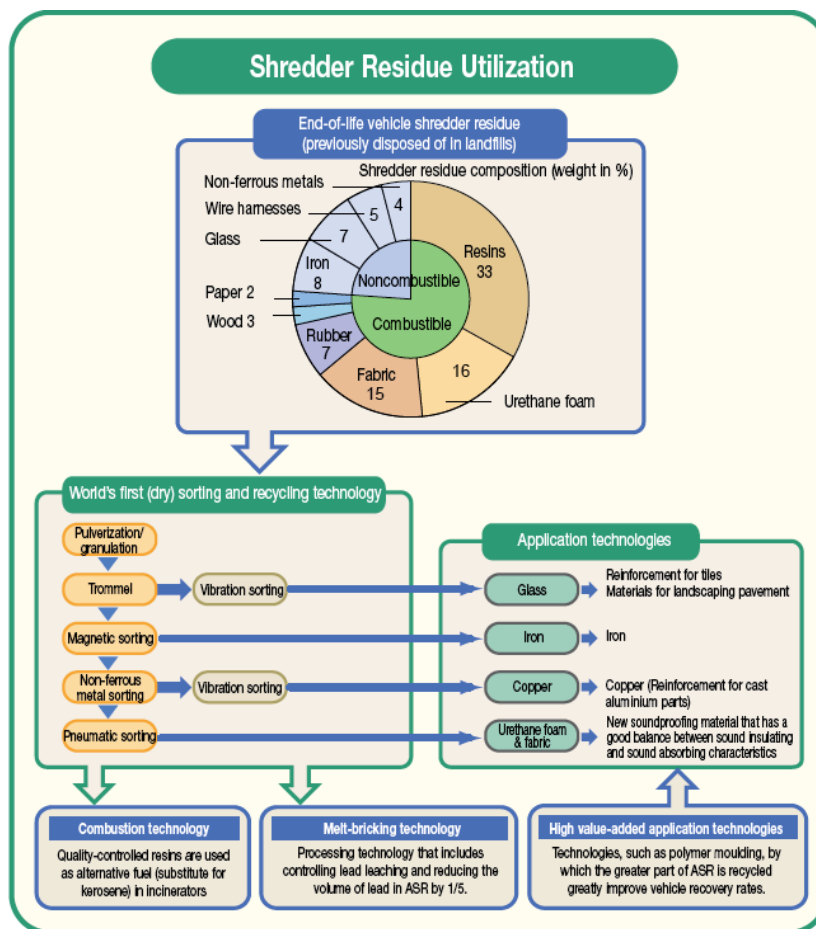 Shredder Residue Utilization
End-of-life vehicle shredder residue
(previously disposed of in landfills)
Shredder residue composition (weight in %)
Non-ferrous metals
4
Wire harnesses
5
Glass
7
Iron
8
Paper 2
Wood 3
Rubber
7
Fabric
15
16
Urethane foam
Resins
33
Noncombustible
Combustible
World's first (dry) sorting and recycling technology
Pulverization/
granulation
Trommel
Vibration sorting
Magnetic sorting
Non-ferrous
metal sorting
Vibration sorting
Pneumatic sorting
Application technologies
Glass
Reinforcement for tiles
Materials for landscaping pavement
Iron
Iron
Copper
Copper (Reinforcement for cast
aluminium parts)
Urethane foam
& fabric
New soundproofing material that has a
good balance between sound insulating
and sound absorbing characteristics
Combustion technology
Quality-controlled resins are used
as alternative fuel (substitute for
kerosene) in incinerators
Melt-bricking technology
Processing technology that includes
controlling lead leaching and reducing the
volume of lead in ASR by 1/5.
High value-added application technologies
Technologies, such as polymer moulding, by
which the greater part of ASR is recycled
greatly improve vehicle recovery rates.